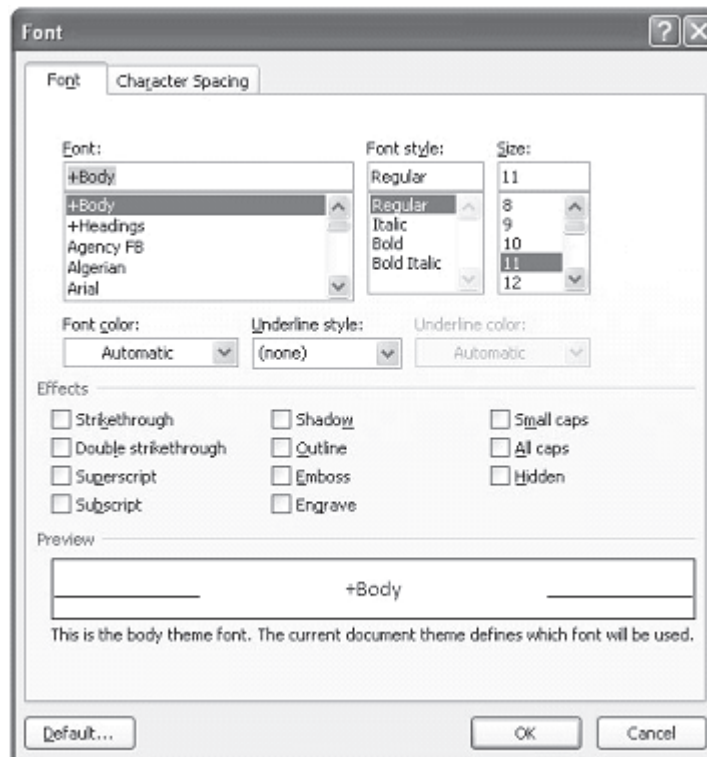 Font
Font Character Spacing
Font: Font style: Size:
+Body Regular 11
+Body Regular 8
+Headings Italic 9
Agency FB Bold 10
Algerian Bold Italic 11
Arial 12
Font color: Underline style: Underline color:
Automatic (none) Automatic
Effects
Strikethrough Shadow Small caps
Double strikethrough Outline All caps
Superscript Emboss Hidden
Subscript Engrave
Preview
+Body
This is the body theme font. The current document theme defines which font will be used.
Default... OK Cancel